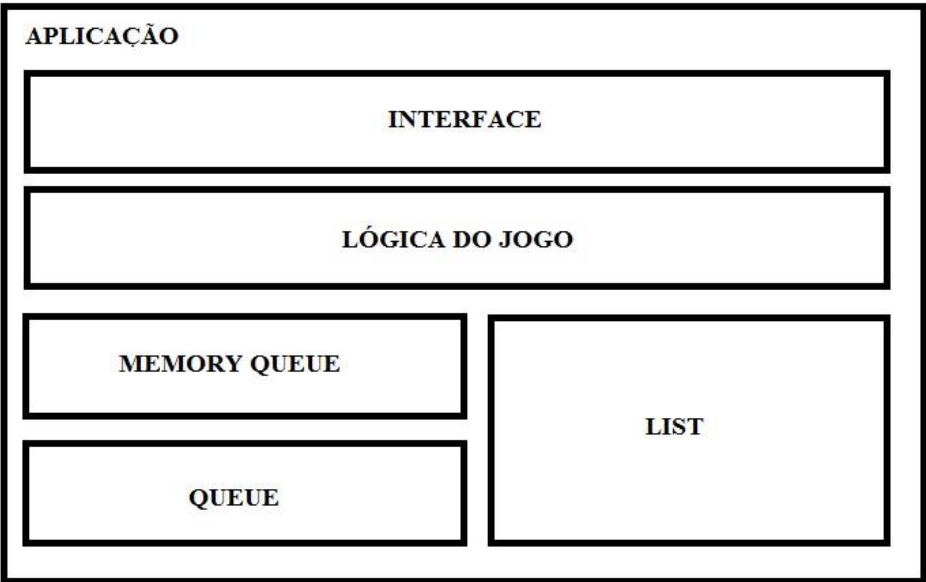 APLICAÇÃO
INTERFACE
LÓGICA DO JOGO
MEMORY QUEUE
LIST
QUEUE